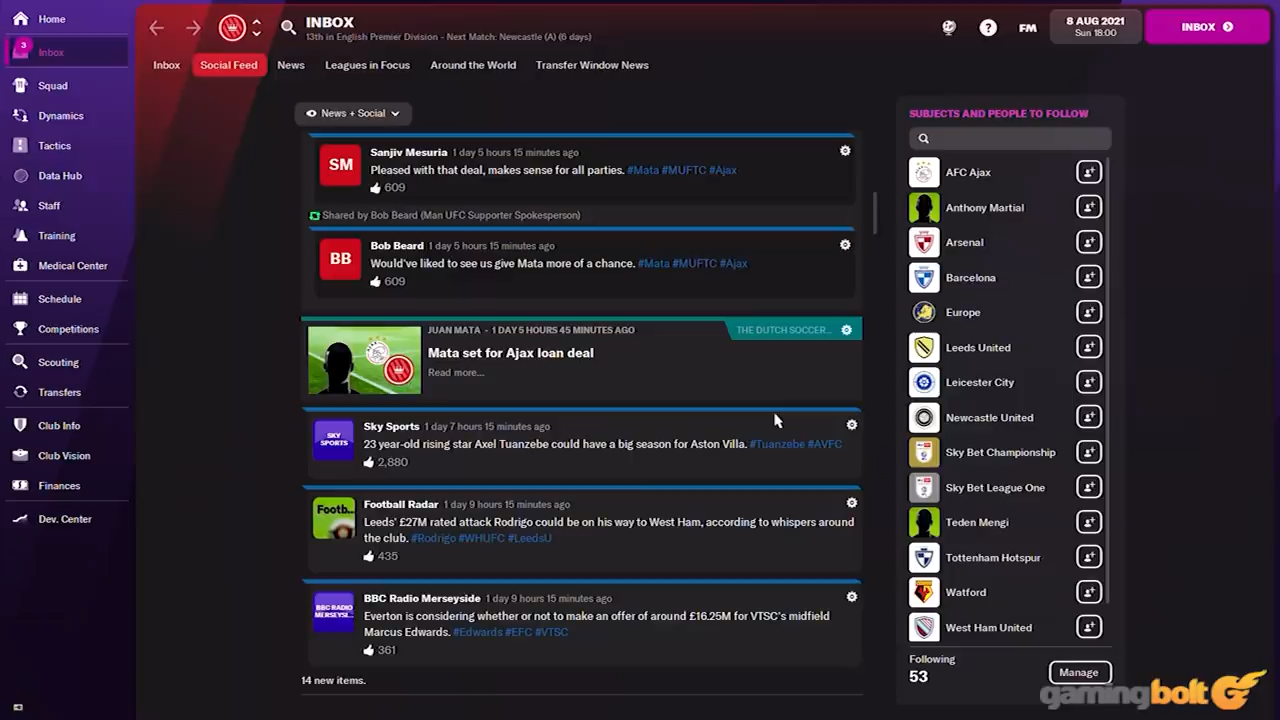 Home
3
Inbox
Squad
Dynamics
Tactics
Data Hub
Staff
Training
Medical Center
Schedule
Competitions
Scouting
Transfers
Club Info
Club Vision
Finances
Dev. Center
INBOX
13th in English Premier Division - Next Match: Newcastle (A) (6 days)
?
FM
8 AUG 2021
Sun 18:00
INBOX
Inbox
Social Feed
News
Leagues in Focus
Around the World
Transfer Window News
News + Social
SM
Sanjiv Mesuria 1 day 5 hours 15 minutes ago
Pleased with that deal, makes sense for all parties. #Mata #MUFTC #Ajax
609
Shared by Bob Beard (Man UFC Supporter Spokesperson)
BB
Bob Beard 1 day 5 hours 15 minutes ago
Would've liked to see us give Mata more of a chance. #Mata #MUFTC #Ajax
609
JUAN MATA - 1 DAY 5 HOURS 45 MINUTES AGO
THE DUTCH SOCCER...
Mata set for Ajax loan deal
Read more...
SKY
SPORTS
Sky Sports 1 day 7 hours 15 minutes ago
23 year-old rising star Axel Tuanzebe could have a big season for Aston Villa. #Tuanzebe #AVFC
2,880
Footb...
Football Radar 1 day 9 hours 15 minutes ago
Leeds' £27M rated attack Rodrigo could be on his way to West Ham, according to whispers around
the club. #Rodrigo #WHUFC #LeedsU
435
BBC RADIO
MERSEYSI...
BBC Radio Merseyside 1 day 9 hours 15 minutes ago
Everon is considering whether or not to make an offer of around £16.25M for VTSC's midfield
Marcus Edwards. #Edwards #EFC #VTSC
361
14 new items.
SUBJECTS AND PEOPLE TO FOLLOW
AFC Ajax
Anthony Martial
Arsenal
Barcelona
Europe
Leeds United
Leicester City
Newcastle United
Sky Bet Championship
Sky Bet League One
Teden Mengi
Tottenham Hotspur
Watford
West Ham United
Following
53
Manage
gamingbolt